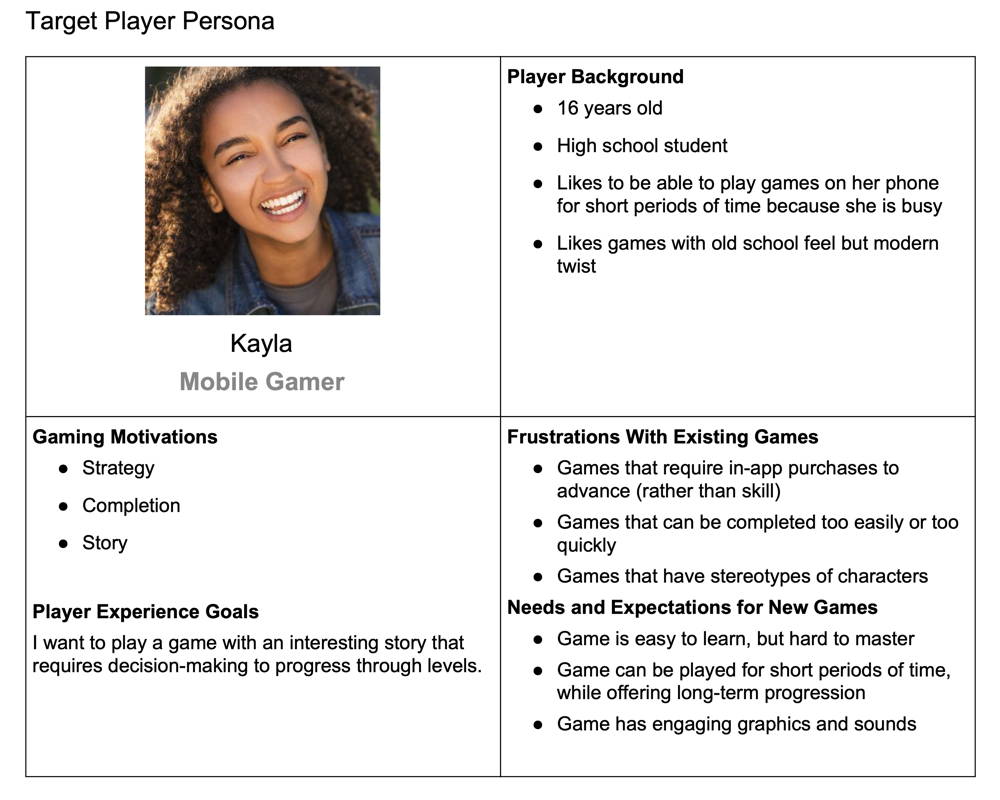 Target Player Persona
Kayla
Mobile Gamer
Player Background
● 16 years old
● High school student
● Likes to be able to play games on her phone
for short periods of time because she is busy
● Likes games with old school feel but modern
twist
Gaming Motivations
● Strategy
● Completion
● Story
Player Experience Goals
I want to play a game with an interesting story that
requires decision-making to progress through levels.
Frustrations With Existing Games
● Games that require in-app purchases to
advance (rather than skill)
● Games that can be completed too easily or too
quickly
● Games that have stereotypes of characters
Needs and Expectations for New Games
● Game is easy to learn, but hard to master
● Game can be played for short periods of time,
while offering long-term progression
● Game has engaging graphics and sounds